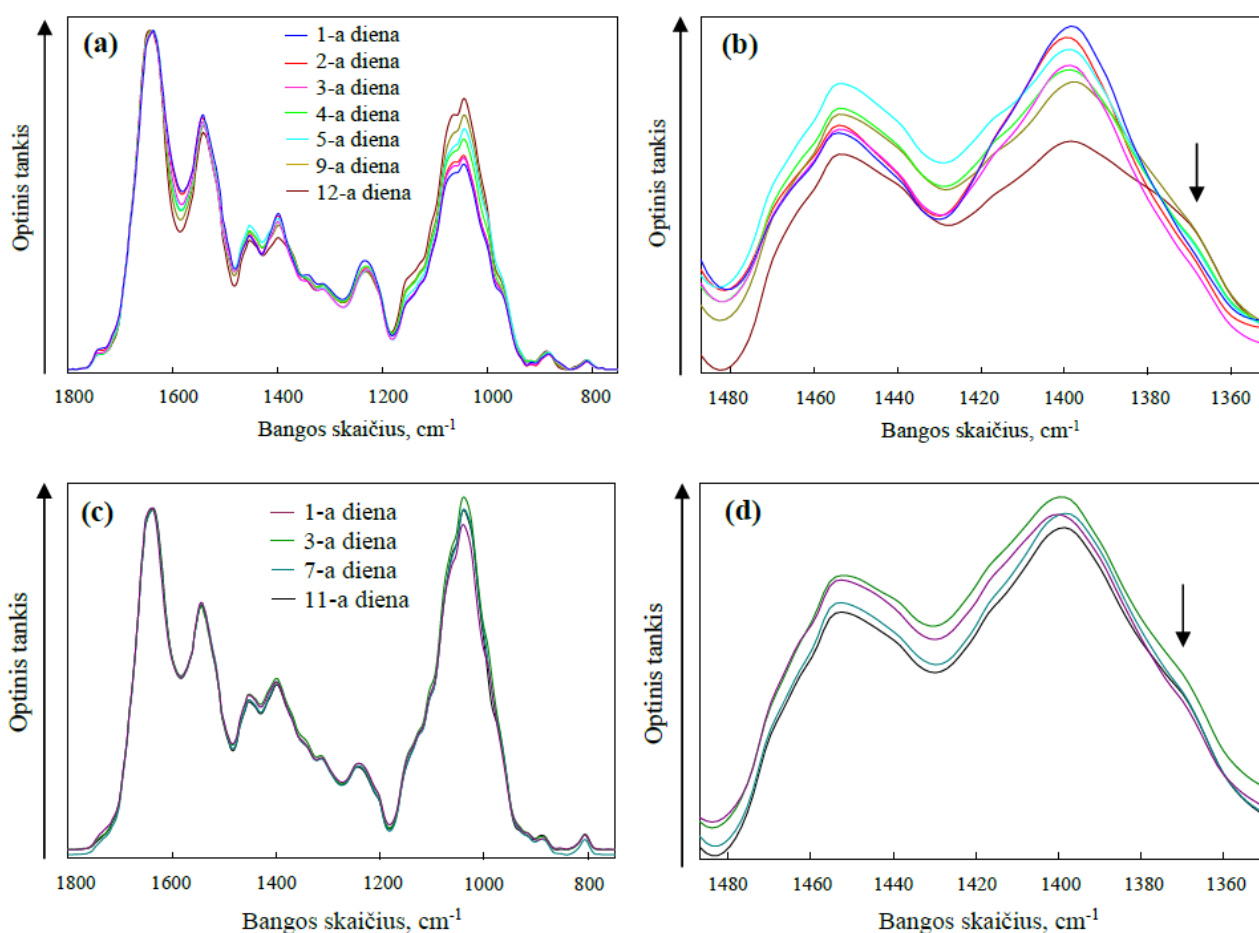 (a)
1-a diena
2-a diena
3-a diena
4-a diena
5-a diena
9-a diena
12-a diena
Optinis tankis
1800 1600 1400 1200 1000 800
Bangos skaičius, cm-1
(b)
Optinis tankis
1480 1460 1440 1420 1400 1380 1360
Bangos skaičius, cm-1
(c)
1-a diena
3-a diena
7-a diena
11-a diena
Optinis tankis
1800 1600 1400 1200 1000 800
Bangos skaičius, cm-1
(d)
Optinis tankis
1480 1460 1440 1420 1400 1380 1360
Bangos skaičius, cm-1